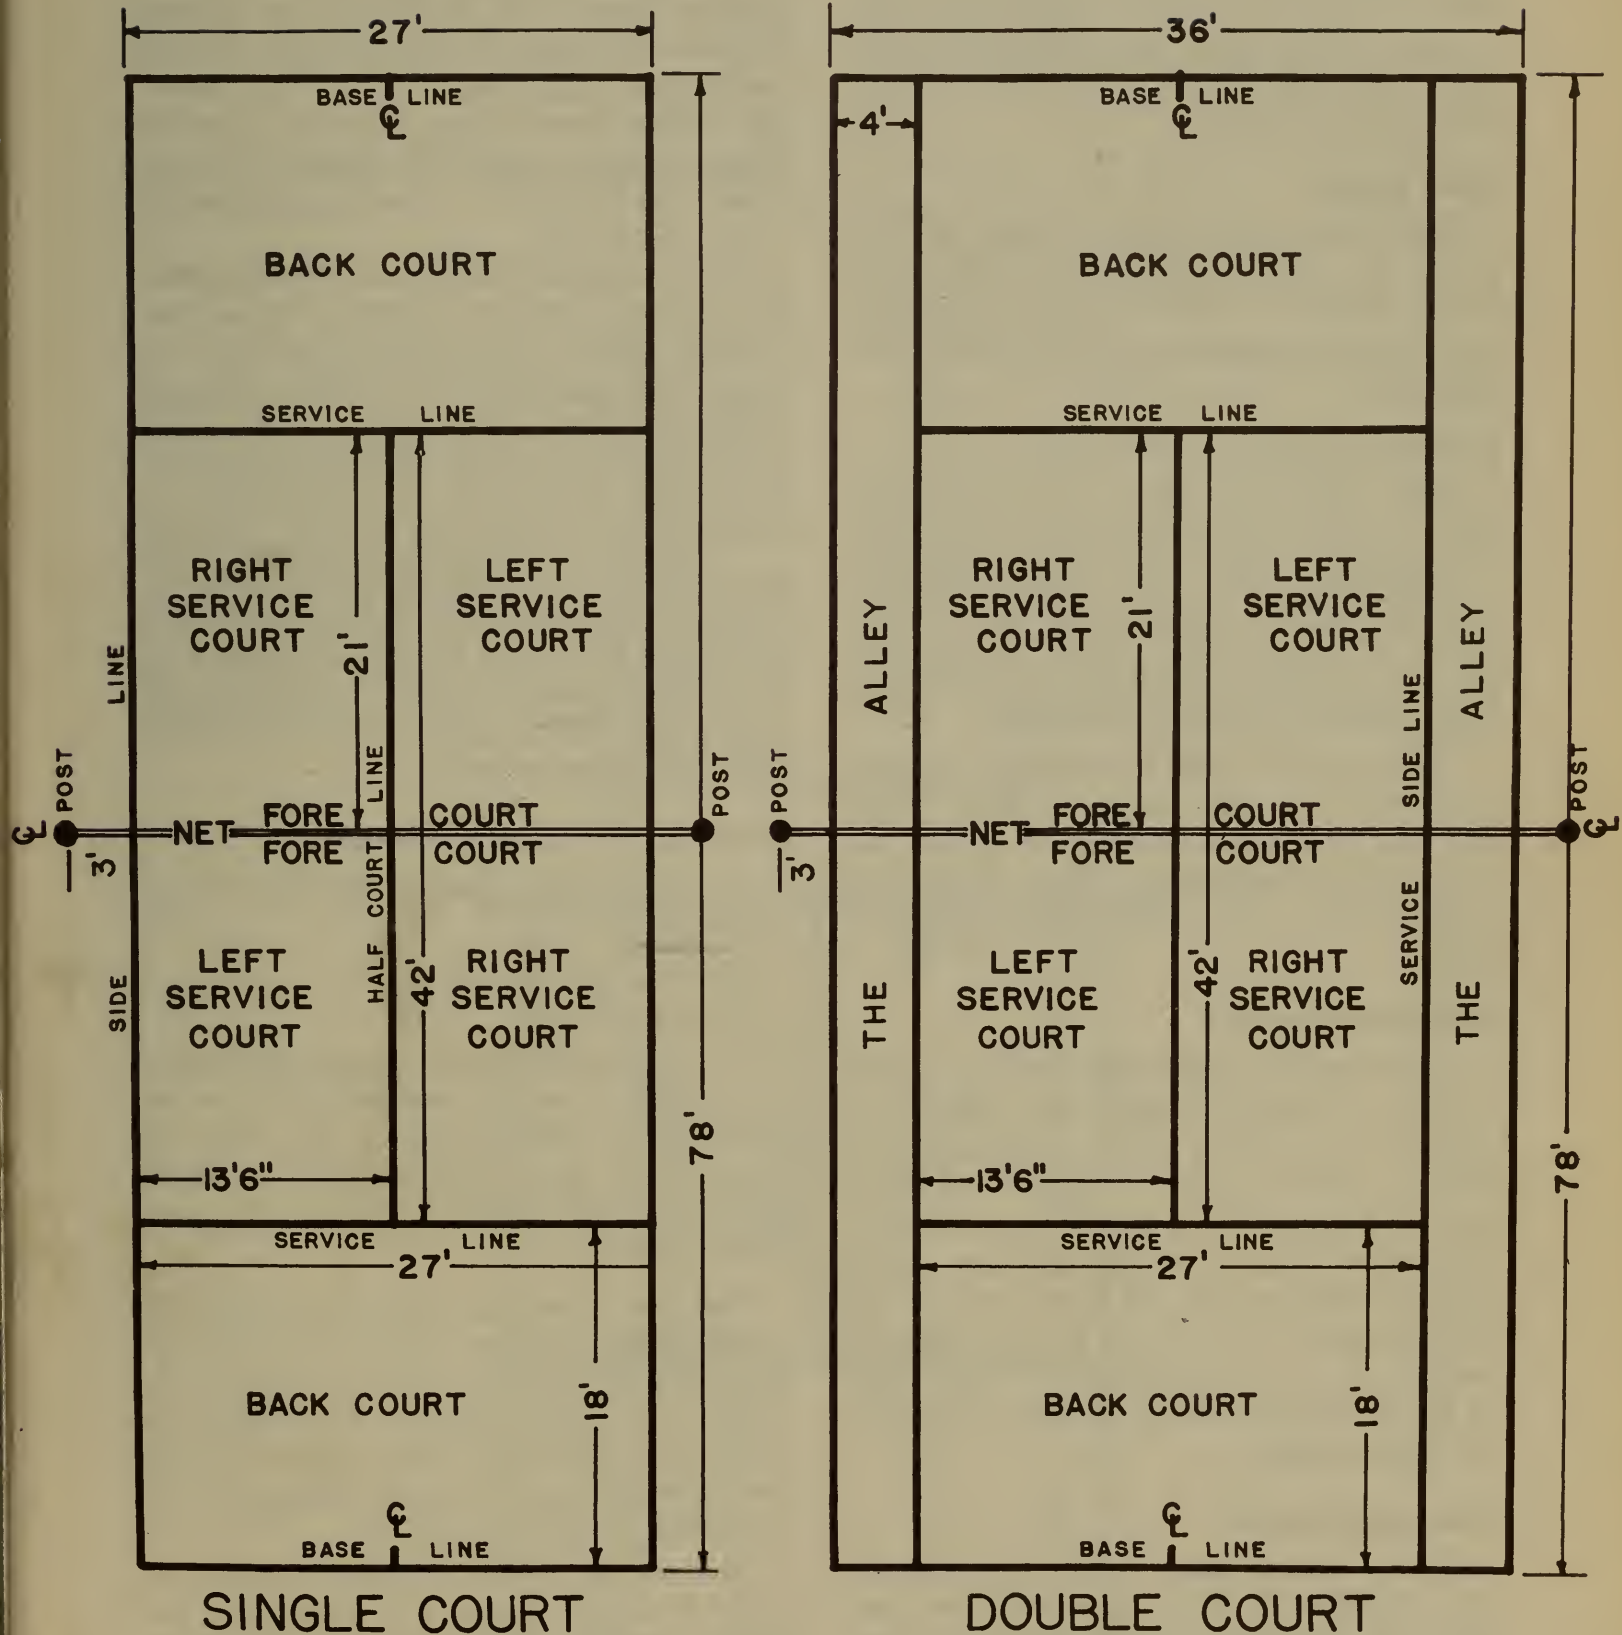 27'
BASE LINE
℄
BACK COURT
SERVICE LINE
RIGHT
SERVICE
COURT
LEFT
SERVICE
COURT
21'
SIDE LINE
POST
℄
3'
NET
FORE COURT
FORE COURT
HALF COURT LINE
POST
LEFT
SERVICE
COURT
42'
RIGHT
SERVICE
COURT
78'
13'6"
SERVICE LINE
27'
BACK COURT
18'
℄
BASE LINE
SINGLE COURT
36'
BASE LINE
℄
4'
BACK COURT
SERVICE LINE
RIGHT
SERVICE
COURT
21'
LEFT
SERVICE
COURT
THE ALLEY
THE ALLEY
SERVICE SIDE LINE
POST
3'
NET
FORE COURT
FORE COURT
POST
℄
LEFT
SERVICE
COURT
42'
RIGHT
SERVICE
COURT
78'
13'6"
SERVICE LINE
27'
BACK COURT
18'
℄
BASE LINE
DOUBLE COURT